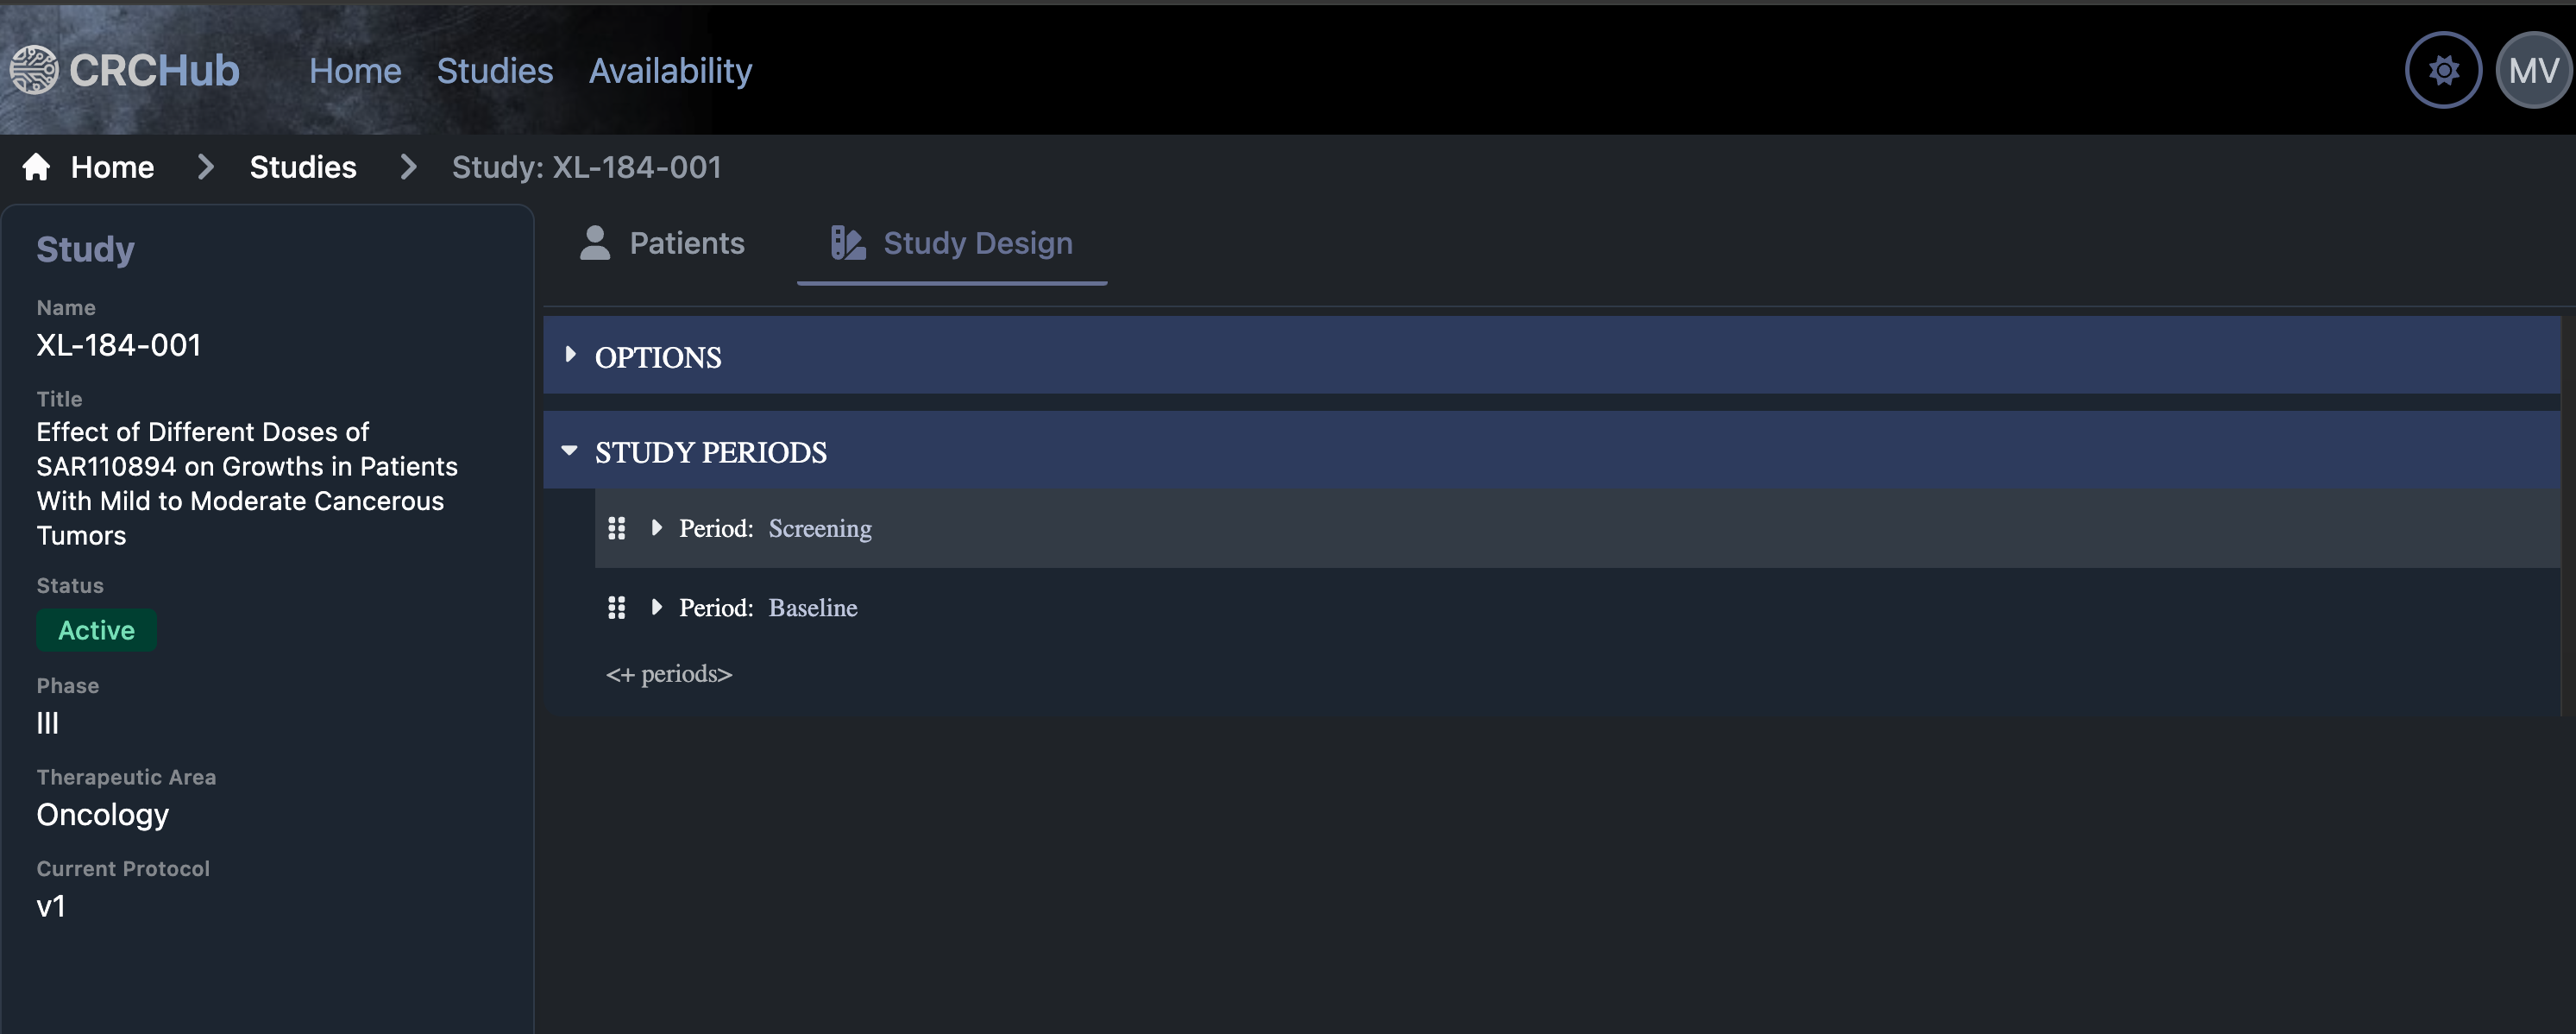 CRCHub
Home Studies Availability
MV
Home > Studies > Study: XL-184-001
Study
Name
XL-184-001
Title
Effect of Different Doses of
SAR110894 on Growths in Patients
With Mild to Moderate Cancerous
Tumors
Status
Active
Phase
III
Therapeutic Area
Oncology
Current Protocol
v1
Patients Study Design
OPTIONS
STUDY PERIODS
Period: Screening
Period: Baseline
<+ periods>